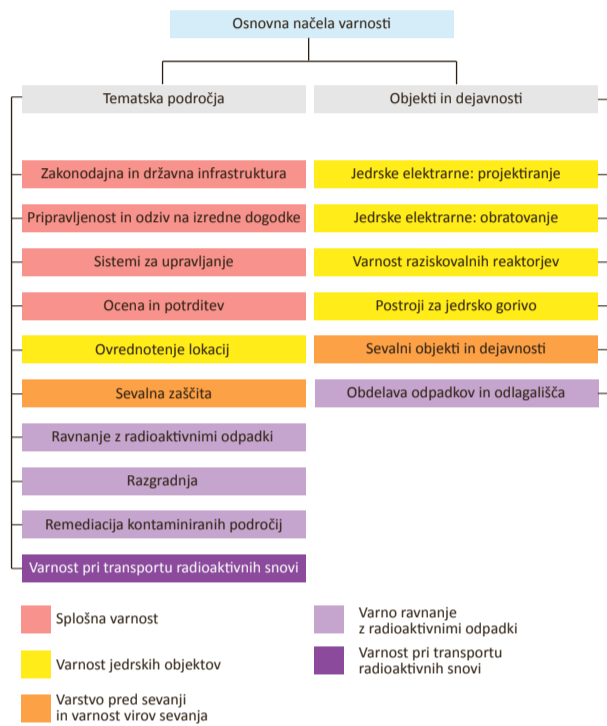 Osnovna načela varnosti
Tematska področja
Objekti in dejavnosti
Zakonodajna in državna infrastruktura
Jedrske elektrarne: projektiranje
Pripravljenost in odziv na izredne dogodke
Jedrske elektrarne: obratovanje
Sistemi za upravljanje
Varnost raziskovalnih reaktorjev
Ocena in potrditev
Postroji za jedrsko gorivo
Ovrednotenje lokacij
Sevalni objekti in dejavnosti
Sevalna zaščita
Obdelava odpadkov in odlagališča
Ravnanje z radioaktivnimi odpadki
Razgradnja
Remediacija kontaminiranih področij
Varnost pri transportu radioaktivnih snovi
Splošna varnost
Varnost jedrskih objektov
Varstvo pred sevanji
in varnost virov sevanja
Varno ravnanje
z radioaktivnimi odpadki
Varnost pri transportu
radioaktivnih snovi